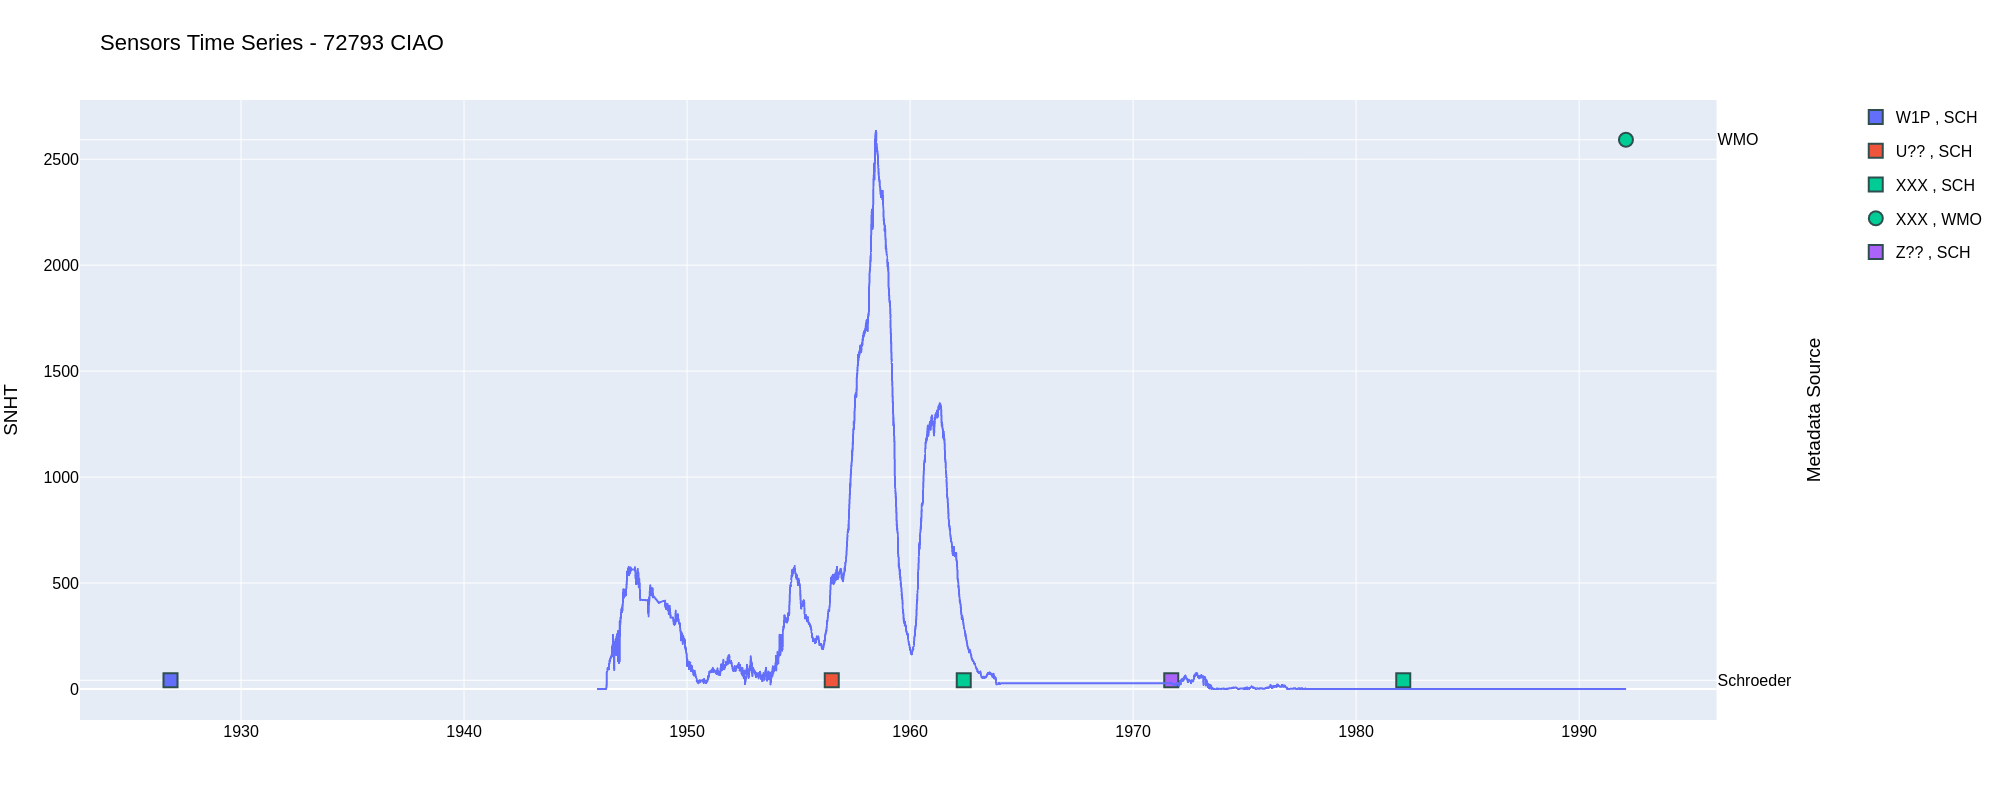 Sensors Time Series - 72793 CIAO
SNHT
2500
2000
1500
1000
500
0
1930
1940
1950
1960
1970
1980
1990
WMO
Schroeder
Metadata Source
W1P , SCH
U?? , SCH
XXX , SCH
XXX , WMO
Z?? , SCH